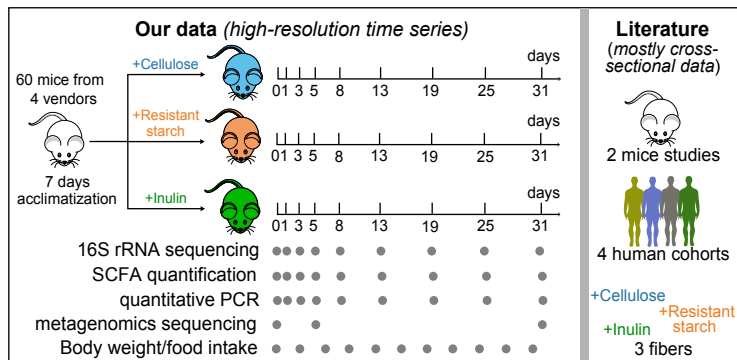 Our data (high-resolution time series)
60 mice from
4 vendors
7 days
acclimatization
+Cellulose
days
01 3 5 8 13 19 25 31
+Resistant
starch
days
01 3 5 8 13 19 25 31
+Inulin
days
01 3 5 8 13 19 25 31
16S rRNA sequencing
SCFA quantification
quantitative PCR
metagenomics sequencing
Body weight/food intake
Literature
(mostly cross-
sectional data)
2 mice studies
4 human cohorts
+Cellulose
+Resistant
starch
+Inulin
3 fibers